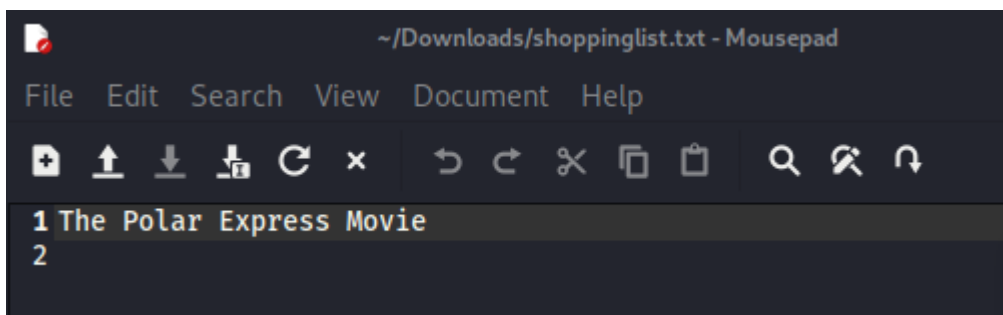 ~/Downloads/shoppinglist.txt - Mousepad
File Edit Search View Document Help
1 The Polar Express Movie
2